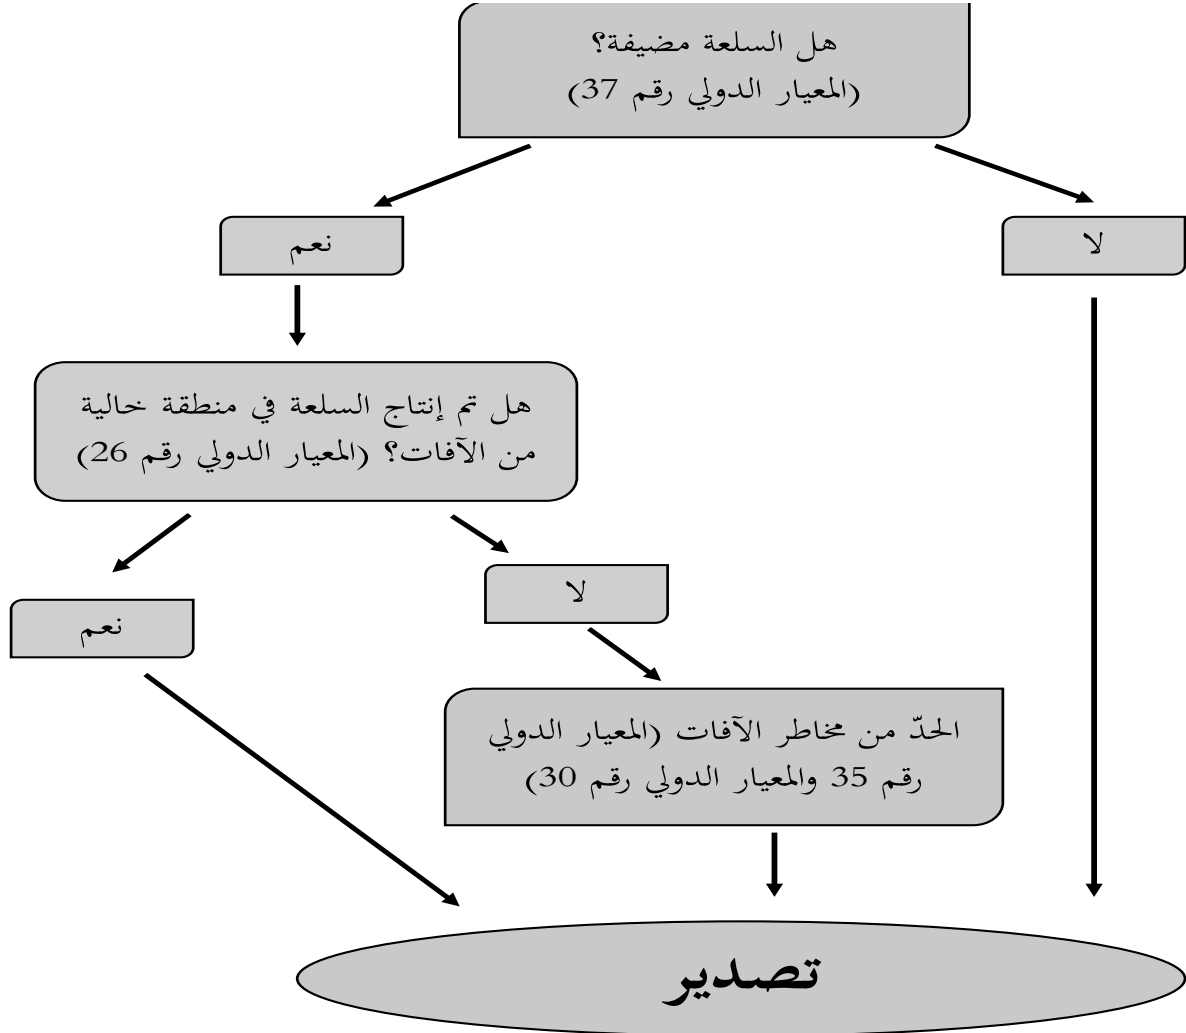 هل السلعة مضيفة؟
(المعيار الدولي رقم 37)
لا
نعم
هل تم إنتاج السلعة في منطقة خالية
من الآفات؟ (المعيار الدولي رقم 26)
لا
نعم
الحدّ من مخاطر الآفات (المعيار الدولي
رقم 35 والمعيار الدولي رقم 30)
تصدير